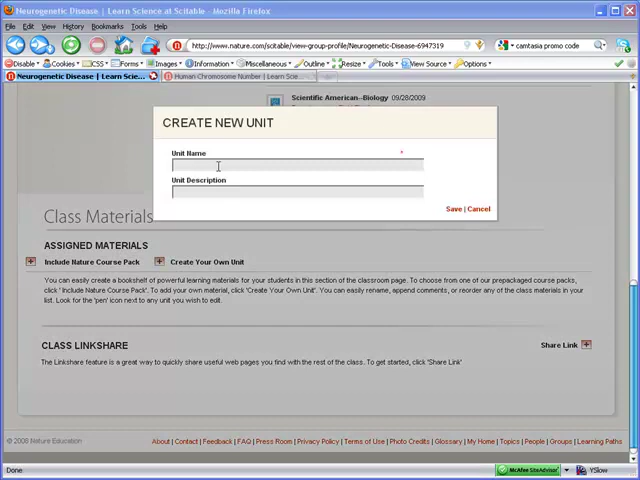 Neurogenetic Disease | Learn Science at Scitable - Mozilla Firefox
File Edit View History Bookmarks Tools Help
http://www.nature.com/scitable/view-group-profile/Neurogenetic-Disease-6947319
camtasia promo code
Disable Cookies CSS Forms Images Information Miscellaneous Outline Resize Tools View Source Options
Neurogenetic Disease | Learn Scienc...
Human Chromosome Number | Learn Scie...
Scientific American--Biology 09/28/2009
CREATE NEW UNIT
Unit Name *
Unit Description
Save | Cancel
Class Materials
ASSIGNED MATERIALS
Include Nature Course Pack Create Your Own Unit
You can easily create a bookshelf of powerful learning materials for your students in this section of the classroom page. To choose from one of our prepackaged course packs,
click ' Include Nature Course Pack'. To add your own material, click 'Create Your Own Unit'. You can easily rename, append comments, or reorder any of the class materials in your
list. Look for the 'pen' icon next to any unit you wish to edit.
CLASS LINKSHARE
Share Link
The Linkshare feature is a great way to quickly share useful web pages you find with the rest of the class. To get started, click 'Share Link'
© 2008 Nature Education
About | Contact | Feedback | FAQ | Press Room | Privacy Policy | Terms of Use | Photo Credits | Glossary | My Home | Topics | People | Groups | Learning Paths
Done
McAfee SiteAdvisor
YSlow